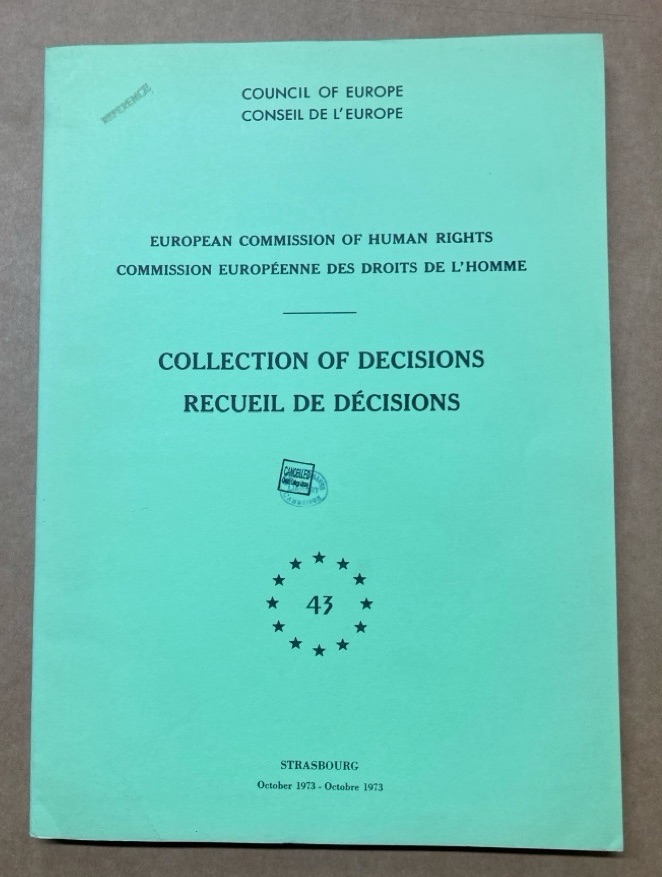 REFERENCE
COUNCIL OF EUROPE
CONSEIL DE L'EUROPE
EUROPEAN COMMISSION OF HUMAN RIGHTS
COMMISSION EUROPÉENNE DES DROITS DE L'HOMME
COLLECTION OF DECISIONS
RECUEIL DE DÉCISIONS
CANCELLED
43
STRASBOURG
October 1973 - Octobre 1973